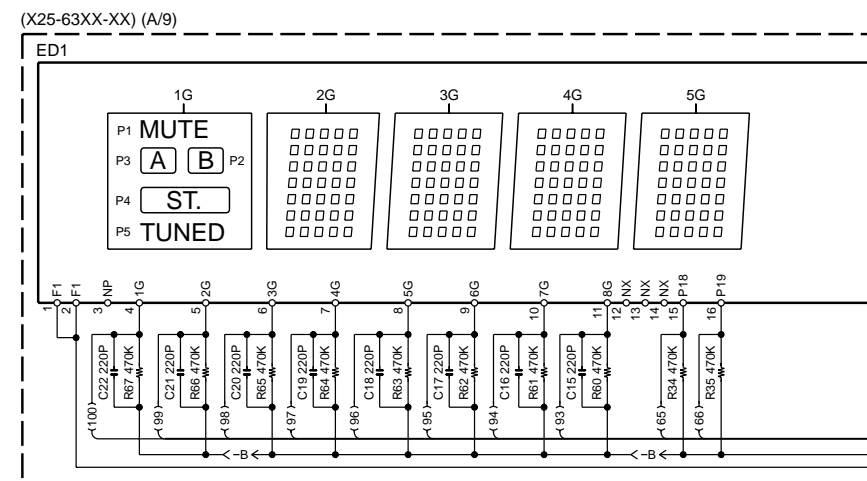 (X25-63XX-XX) (A/9)
ED1
1G 2G 3G 4G 5G
P1 MUTE
P3 A B P2
P4 ST.
P5 TUNED
F1 F1 NP 1G 2G 3G 4G 5G 6G 7G 8G NX NX NX P18 P19
1 2 3 4 5 6 7 8 9 10 11 12 13 14 15 16
C22 220P R67 470K C21 220P R66 470K C20 220P R65 470K C19 220P R64 470K C18 220P R63 470K C17 220P R62 470K C16 220P R61 470K C15 220P R60 470K R34 470K R35 470K
(100) (99) (98) (97) (96) (95) (94) (93) (65) (66)
-B -B